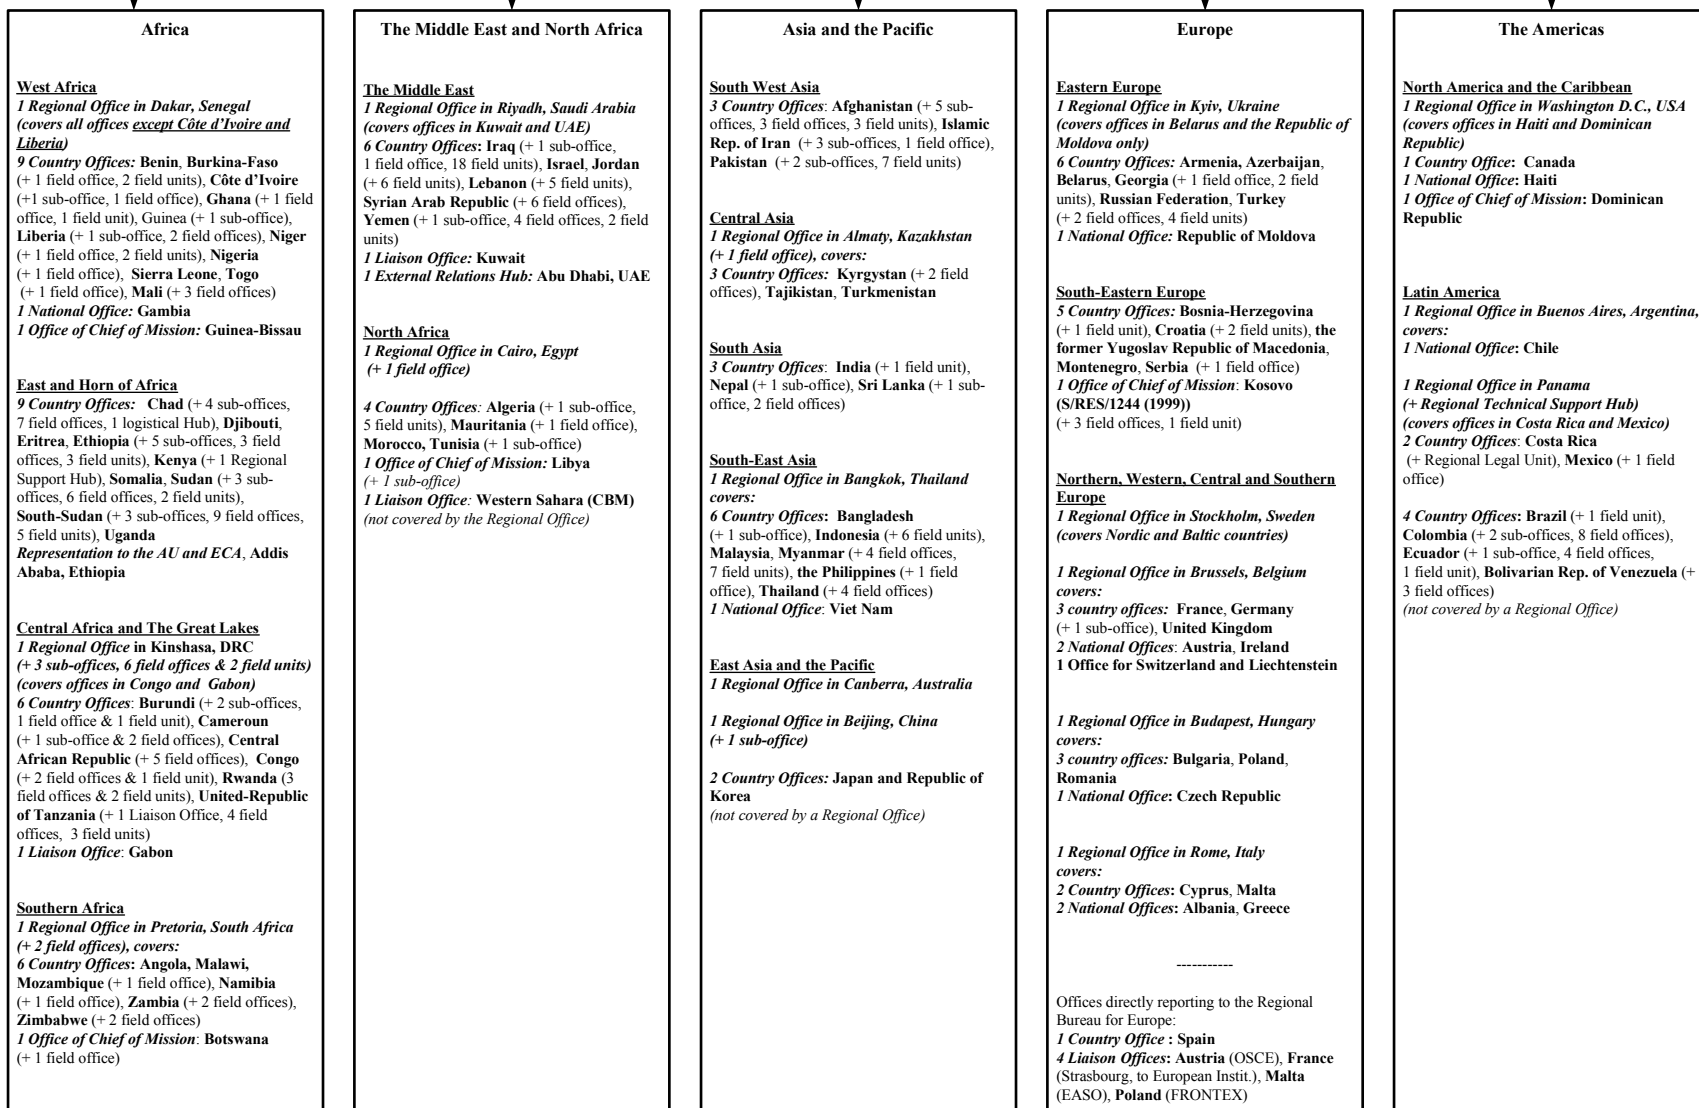 Africa
West Africa
1 Regional Office in Dakar, Senegal
(covers all offices except Côte d'Ivoire and
Liberia)
9 Country Offices: Benin, Burkina-Faso
(+ 1 field office, 2 field units), Côte d'Ivoire
(+1 sub-office, 1 field office), Ghana (+ 1 field
office, 1 field unit), Guinea (+ 1 sub-office),
Liberia (+ 1 sub-office, 2 field offices), Niger
(+ 1 field office, 2 field units), Nigeria
(+ 1 field office), Sierra Leone, Togo
(+ 1 field office), Mali (+ 3 field offices)
1 National Office: Gambia
1 Office of Chief of Mission: Guinea-Bissau
East and Horn of Africa
9 Country Offices: Chad (+ 4 sub-offices,
7 field offices, 1 logistical Hub), Djibouti,
Eritrea, Ethiopia (+ 5 sub-offices, 3 field
offices, 3 field units), Kenya (+ 1 Regional
Support Hub), Somalia, Sudan (+ 3 sub-
offices, 6 field offices, 2 field units),
South-Sudan (+ 3 sub-offices, 9 field offices,
5 field units), Uganda
Representation to the AU and ECA, Addis
Ababa, Ethiopia
Central Africa and The Great Lakes
1 Regional Office in Kinshasa, DRC
(+ 3 sub-offices, 6 field offices & 2 field units)
(covers offices in Congo and Gabon)
6 Country Offices: Burundi (+ 2 sub-offices,
1 field office & 1 field unit), Cameroun
(+ 1 sub-office & 2 field offices), Central
African Republic (+ 5 field offices), Congo
(+ 2 field offices & 1 field unit), Rwanda (3
field offices & 2 field units), United-Republic
of Tanzania (+ 1 Liaison Office, 4 field
offices, 3 field units)
1 Liaison Office: Gabon
Southern Africa
1 Regional Office in Pretoria, South Africa
(+ 2 field offices), covers:
6 Country Offices: Angola, Malawi,
Mozambique (+ 1 field office), Namibia
(+ 1 field office), Zambia (+ 2 field offices),
Zimbabwe (+ 2 field offices)
1 Office of Chief of Mission: Botswana
(+ 1 field office)
The Middle East and North Africa
The Middle East
1 Regional Office in Riyadh, Saudi Arabia
(covers offices in Kuwait and UAE)
6 Country Offices: Iraq (+ 1 sub-office,
1 field office, 18 field units), Israel, Jordan
(+ 6 field units), Lebanon (+ 5 field units),
Syrian Arab Republic (+ 6 field offices),
Yemen (+ 1 sub-office, 4 field offices, 2 field
units)
1 Liaison Office: Kuwait
1 External Relations Hub: Abu Dhabi, UAE
North Africa
1 Regional Office in Cairo, Egypt
(+ 1 field office)
4 Country Offices: Algeria (+ 1 sub-office,
5 field units), Mauritania (+ 1 field office),
Morocco, Tunisia (+ 1 sub-office)
1 Office of Chief of Mission: Libya
(+ 1 sub-office)
1 Liaison Office: Western Sahara (CBM)
(not covered by the Regional Office)
Asia and the Pacific
South West Asia
3 Country Offices: Afghanistan (+ 5 sub-
offices, 3 field offices, 3 field units), Islamic
Rep. of Iran (+ 3 sub-offices, 1 field office),
Pakistan (+ 2 sub-offices, 7 field units)
Central Asia
1 Regional Office in Almaty, Kazakhstan
(+ 1 field office), covers:
3 Country Offices: Kyrgystan (+ 2 field
offices), Tajikistan, Turkmenistan
South Asia
3 Country Offices: India (+ 1 field unit),
Nepal (+ 1 sub-office), Sri Lanka (+ 1 sub-
office, 2 field offices)
South-East Asia
1 Regional Office in Bangkok, Thailand
covers:
6 Country Offices: Bangladesh
(+ 1 sub-office), Indonesia (+ 6 field units),
Malaysia, Myanmar (+ 4 field offices,
7 field units), the Philippines (+ 1 field
office), Thailand (+ 4 field offices)
1 National Office: Viet Nam
East Asia and the Pacific
1 Regional Office in Canberra, Australia
1 Regional Office in Beijing, China
(+ 1 sub-office)
2 Country Offices: Japan and Republic of
Korea
(not covered by a Regional Office)
Europe
Eastern Europe
1 Regional Office in Kyiv, Ukraine
(covers offices in Belarus and the Republic of
Moldova only)
6 Country Offices: Armenia, Azerbaijan,
Belarus, Georgia (+ 1 field office, 2 field
units), Russian Federation, Turkey
(+ 2 field offices, 4 field units)
1 National Office: Republic of Moldova
South-Eastern Europe
5 Country Offices: Bosnia-Herzegovina
(+ 1 field unit), Croatia (+ 2 field units), the
former Yugoslav Republic of Macedonia,
Montenegro, Serbia (+ 1 field office)
1 Office of Chief of Mission: Kosovo
(S/RES/1244 (1999))
(+ 3 field offices, 1 field unit)
Northern, Western, Central and Southern
Europe
1 Regional Office in Stockholm, Sweden
(covers Nordic and Baltic countries)
1 Regional Office in Brussels, Belgium
covers:
3 country offices: France, Germany
(+ 1 sub-office), United Kingdom
2 National Offices: Austria, Ireland
1 Office for Switzerland and Liechtenstein
1 Regional Office in Budapest, Hungary
covers:
3 country offices: Bulgaria, Poland,
Romania
1 National Office: Czech Republic
1 Regional Office in Rome, Italy
covers:
2 Country Offices: Cyprus, Malta
2 National Offices: Albania, Greece
-----------
Offices directly reporting to the Regional
Bureau for Europe:
1 Country Office : Spain
4 Liaison Offices: Austria (OSCE), France
(Strasbourg, to European Instit.), Malta
(EASO), Poland (FRONTEX)
The Americas
North America and the Caribbean
1 Regional Office in Washington D.C., USA
(covers offices in Haiti and Dominican
Republic)
1 Country Office: Canada
1 National Office: Haiti
1 Office of Chief of Mission: Dominican
Republic
Latin America
1 Regional Office in Buenos Aires, Argentina,
covers:
1 National Office: Chile
1 Regional Office in Panama
(+ Regional Technical Support Hub)
(covers offices in Costa Rica and Mexico)
2 Country Offices: Costa Rica
(+ Regional Legal Unit), Mexico (+ 1 field
office)
4 Country Offices: Brazil (+ 1 field unit),
Colombia (+ 2 sub-offices, 8 field offices),
Ecuador (+ 1 sub-office, 4 field offices,
1 field unit), Bolivarian Rep. of Venezuela (+
3 field offices)
(not covered by a Regional Office)